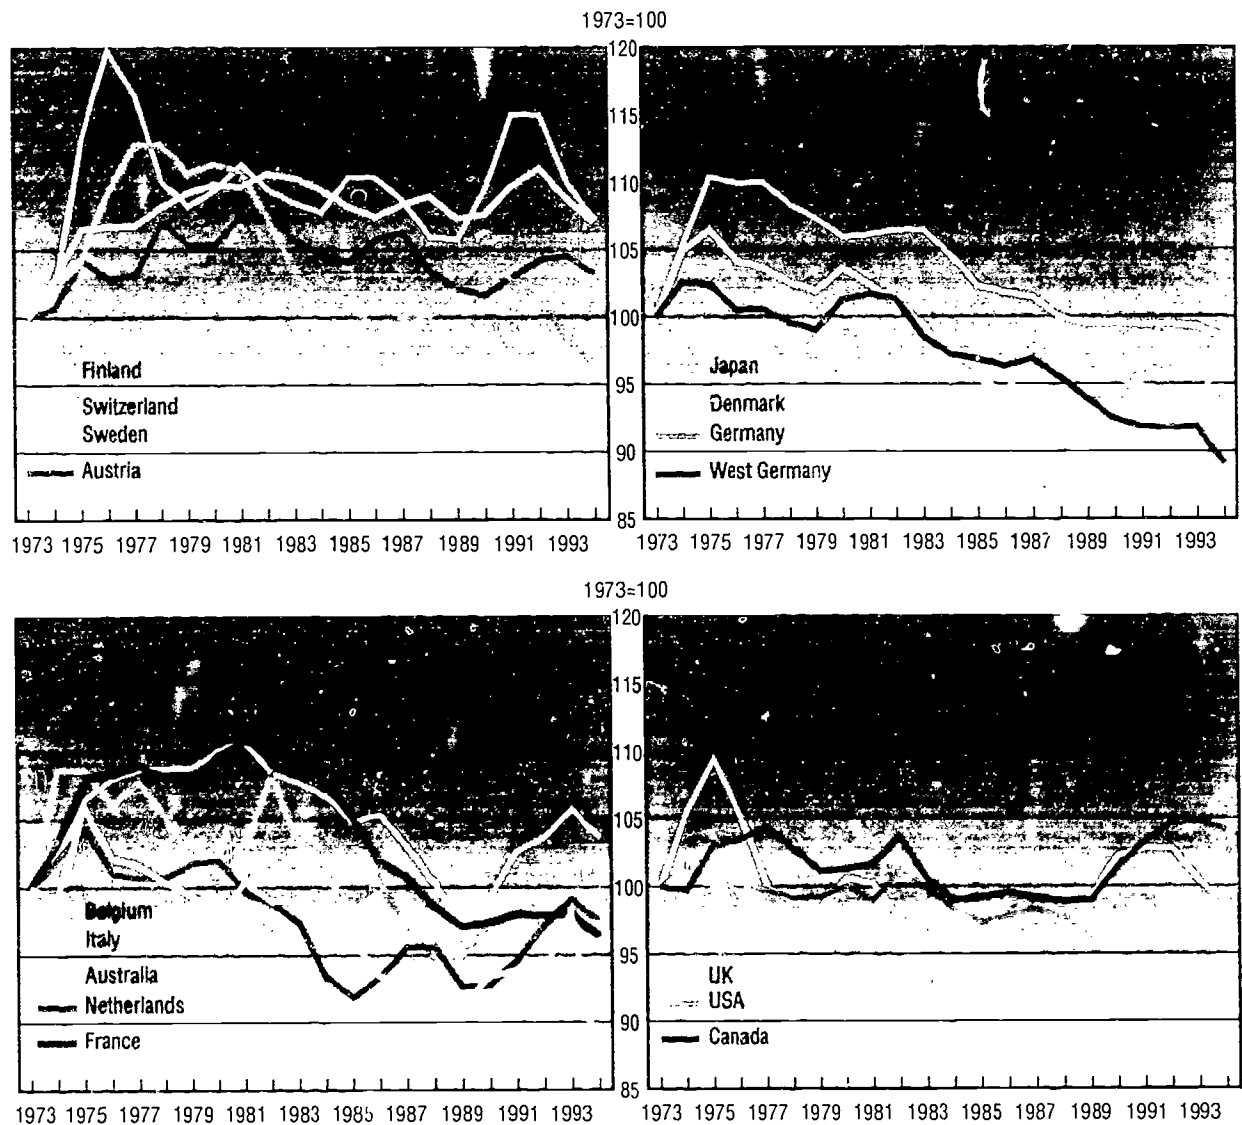 1973=100
120
115
110
105
100
95
90
85
Finland
Switzerland
Sweden
Austria
Japan
Denmark
Germany
West Germany
1973 1975 1977 1979 1981 1983 1985 1987 1989 1991 1993
1973 1975 1977 1979 1981 1983 1985 1987 1989 1991 1993
1973=100
120
115
110
105
100
95
90
85
Belgium
Italy
Australia
Netherlands
France
UK
USA
Canada
1973 1975 1977 1979 1981 1983 1985 1987 1989 1991 1993
1973 1975 1977 1979 1981 1983 1985 1987 1989 1991 1993